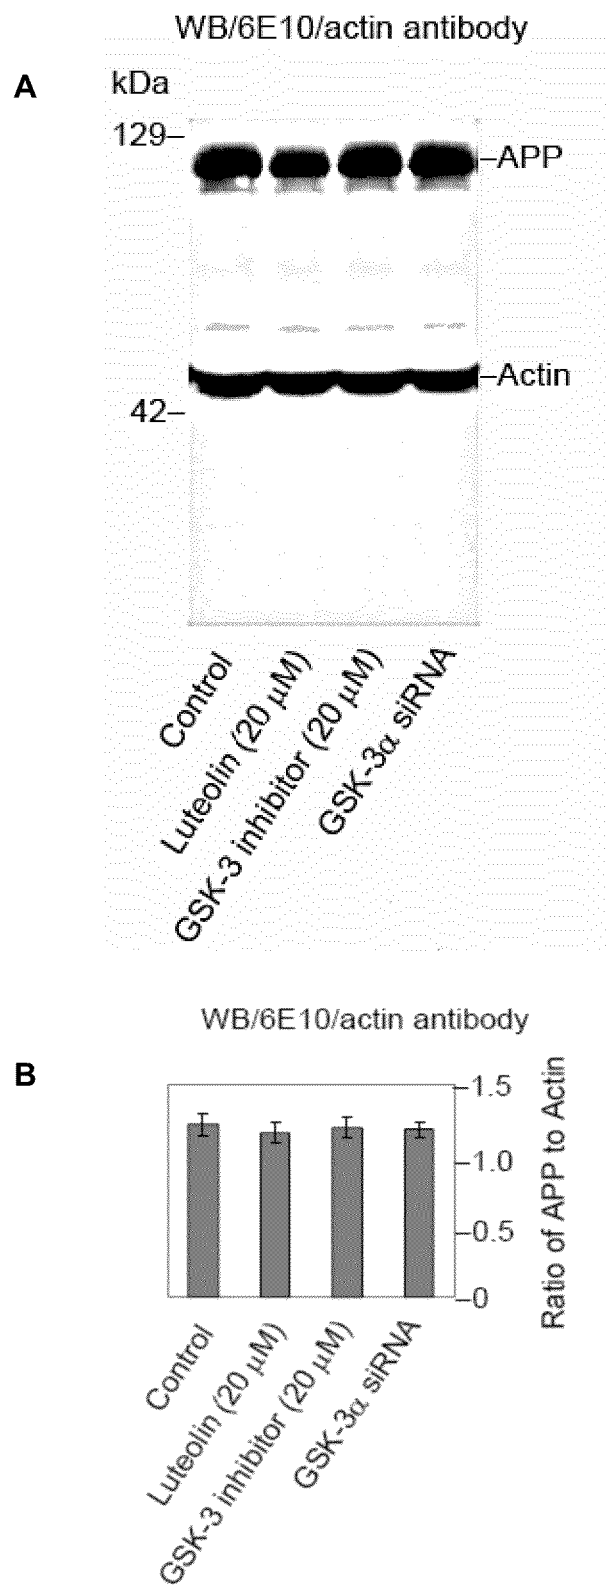 WB/6E10/actin antibody
A
kDa
129–
–APP
–Actin
42–
Control
Luteolin (20 μM)
GSK-3 inhibitor (20 μM)
GSK-3α siRNA
WB/6E10/actin antibody
B
–1.5
–1.0
–0.5
–0
Ratio of APP to Actin
Control
Luteolin (20 μM)
GSK-3 inhibitor (20 μM)
GSK-3α siRNA